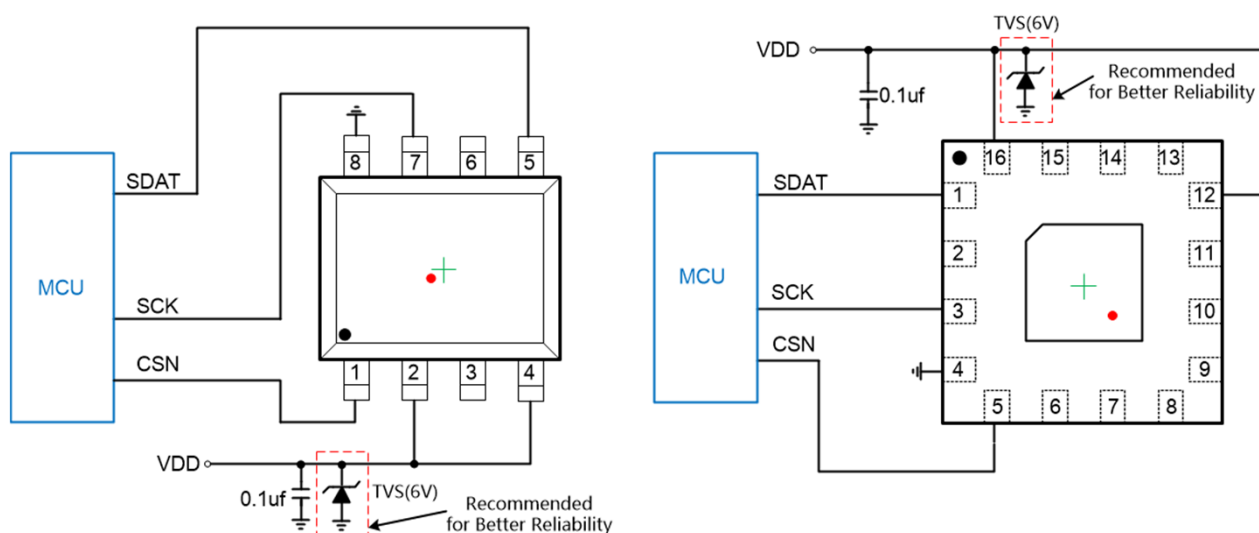 SDAT
MCU
SCK
CSN
8 7 6 5
1 2 3 4
VDD
0.1uf
TVS(6V)
Recommended
for Better Reliability
TVS(6V)
VDD
0.1uf
Recommended
for Better Reliability
SDAT
MCU
SCK
CSN
16 15 14 13
1 12
2 11
3 10
4 9
5 6 7 8